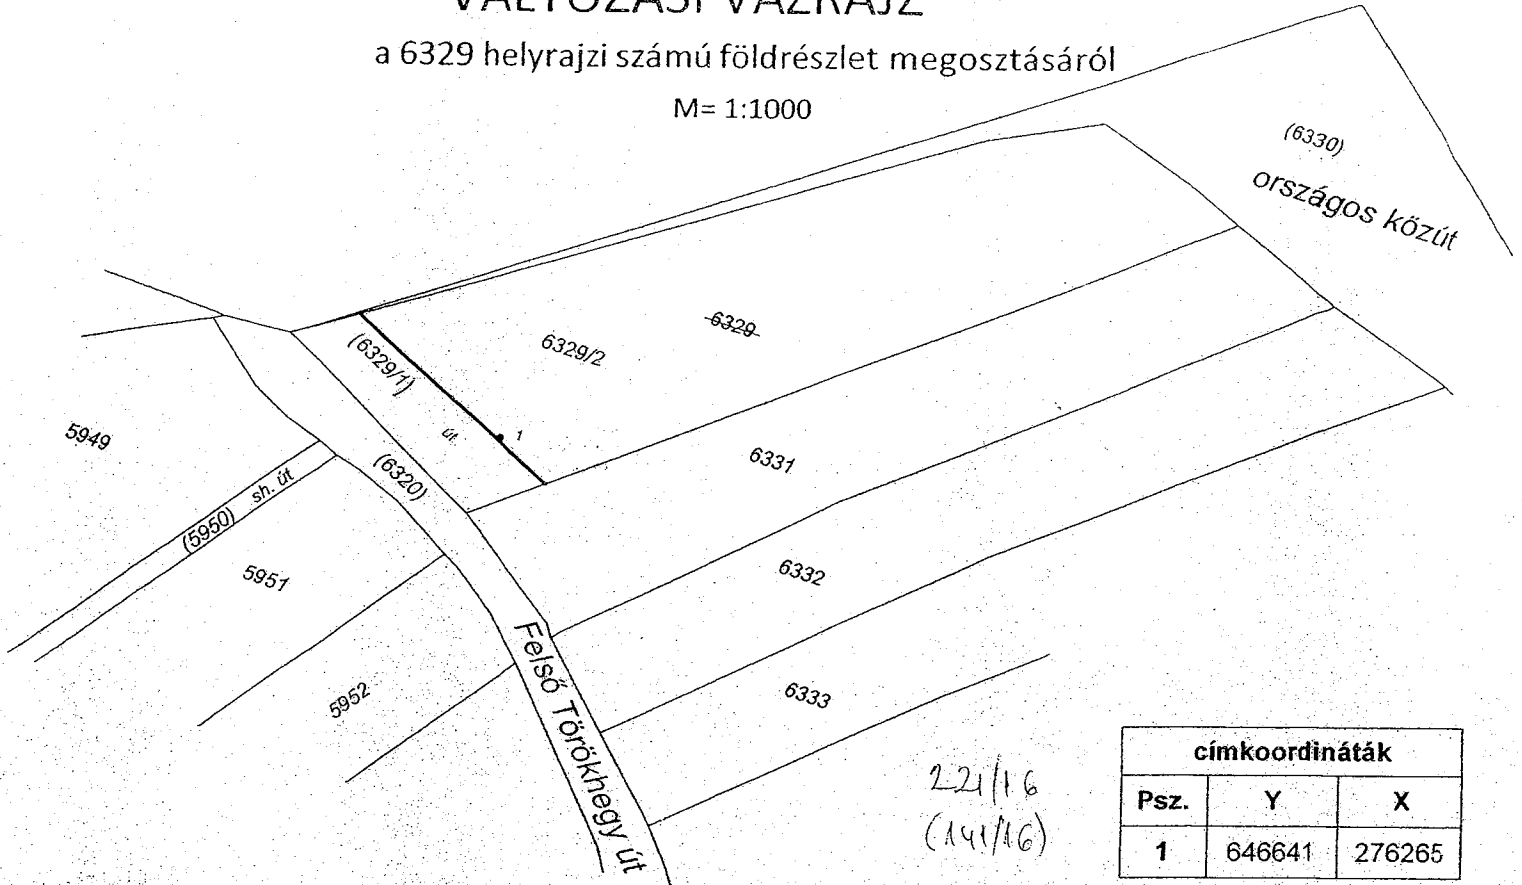 VÁLTOZÁSI VÁZRAJZ
a 6329 helyrajzi számú földrészlet megosztásáról
M= 1:1000
(6330)
országos közút
6329
6329/2
(6329/1)
út
1
5949
(6320)
sh. út
(5950)
6331
5951
6332
5952
6333
Felső Törökhegy út
221/16
(141/16)
címkoordináták
Psz. Y X
1 646641 276265